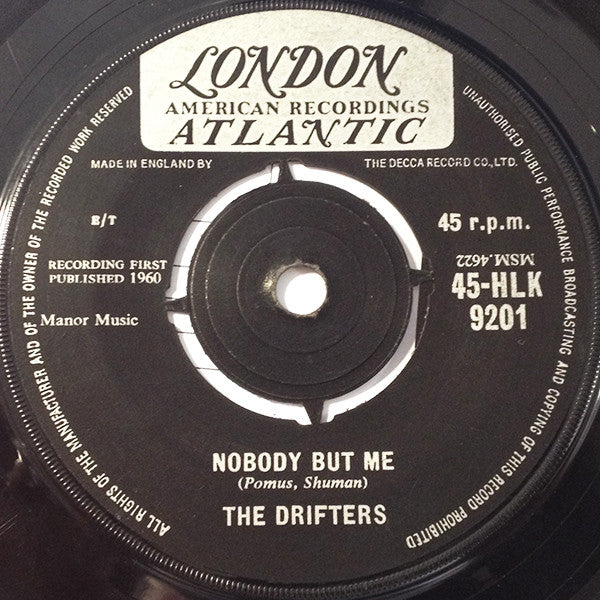 LONDON
AMERICAN RECORDINGS
ATLANTIC
MADE IN ENGLAND BY
THE DECCA RECORD CO., LTD.
E/T
45 r.p.m.
RECORDING FIRST
PUBLISHED 1960
MSM.4622
45-HLK
9201
Manor Music
NOBODY BUT ME
(Pomus, Shuman)
THE DRIFTERS
ALL RIGHTS OF THE MANUFACTURER AND OF THE OWNER OF THE RECORDED WORK RESERVED
UNAUTHORISED PUBLIC PERFORMANCE BROADCASTING AND COPYING OF THIS RECORD PROHIBITED